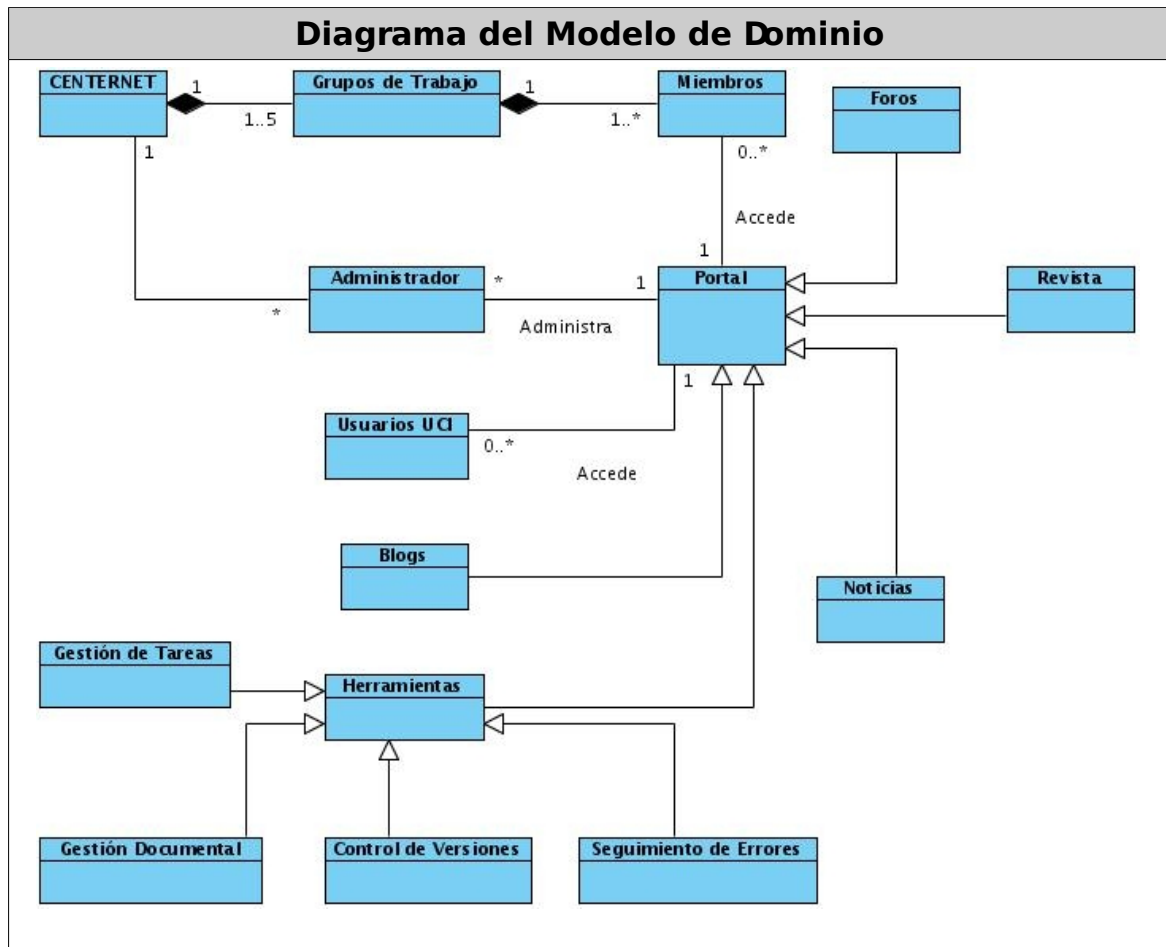 Diagrama del Modelo de Dominio
CENTERNET
1
1..5
Grupos de Trabajo
1
1..*
Miembros
Foros
1
0..*
Accede
1
Administrador
*
*
1
Administra
Portal
Revista
1
Usuarios UCI
0..*
Accede
Blogs
Noticias
Gestión de Tareas
Herramientas
Gestión Documental
Control de Versiones
Seguimiento de Errores